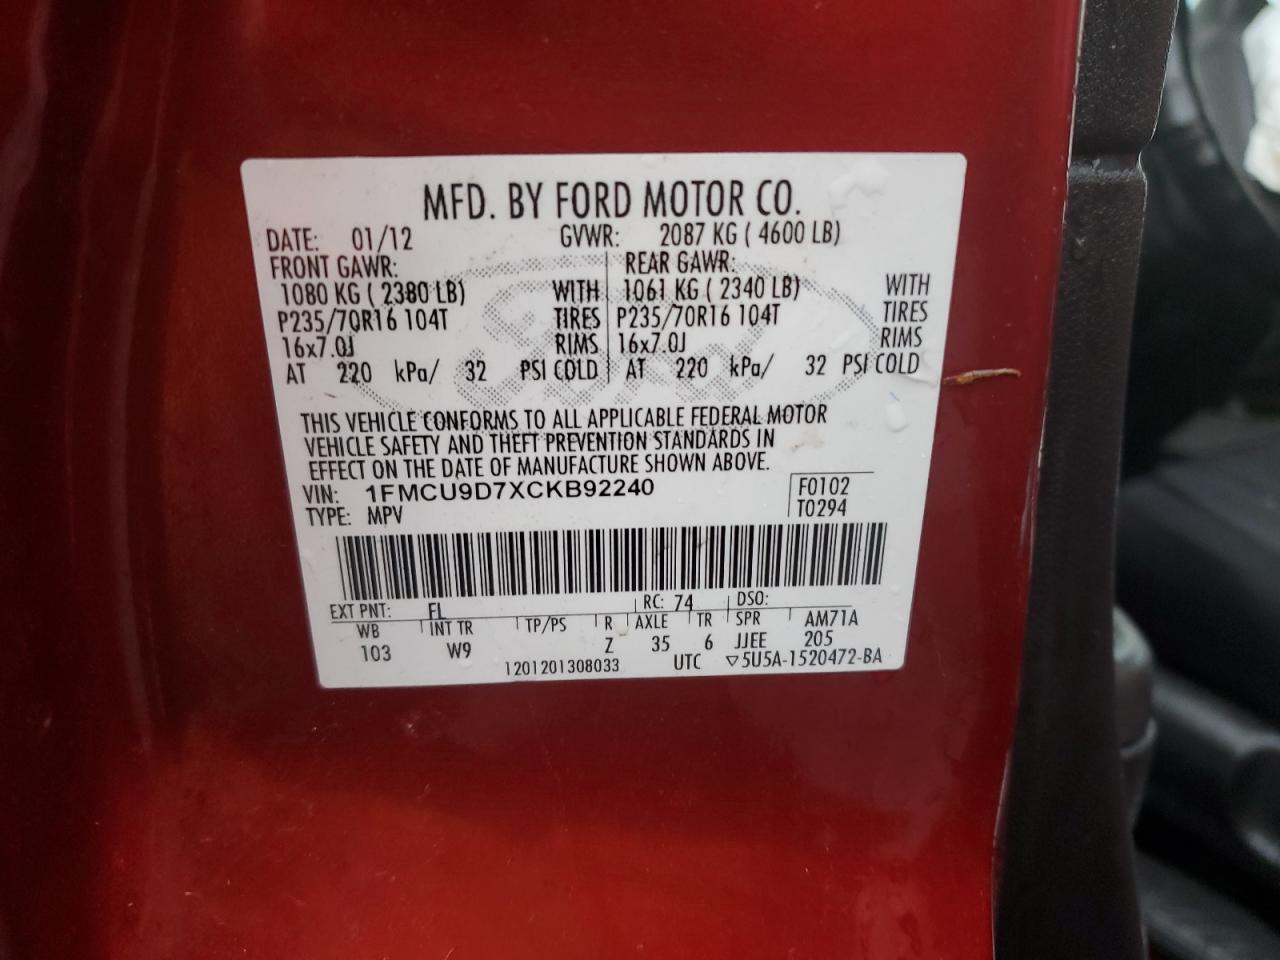 MFD. BY FORD MOTOR CO.
DATE: 01/12 GVWR: 2087 KG ( 4600 LB)
FRONT GAWR: REAR GAWR:
1080 KG ( 2380 LB) WITH 1061 KG ( 2340 LB) WITH
P235/70R16 104T TIRES P235/70R16 104T TIRES
16x7.0J RIMS 16x7.0J RIMS
AT 220 kPa/ 32 PSI COLD AT 220 kPa/ 32 PSI COLD
THIS VEHICLE CONFORMS TO ALL APPLICABLE FEDERAL MOTOR
VEHICLE SAFETY AND THEFT PREVENTION STANDARDS IN
EFFECT ON THE DATE OF MANUFACTURE SHOWN ABOVE.
VIN: 1FMCU9D7XCKB92240 F0102
TYPE: MPV T0294
EXT PNT: FL RC: 74 DSO:
WB INT TR TP/PS R AXLE TR SPR AM71A
103 W9 Z 35 6 JJEE 205
1201201308033 UTC ▽5U5A-1520472-BA
Ford